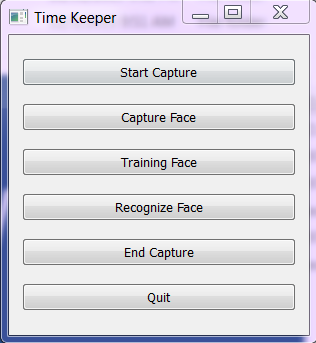 Time Keeper
Start Capture
Capture Face
Training Face
Recognize Face
End Capture
Quit